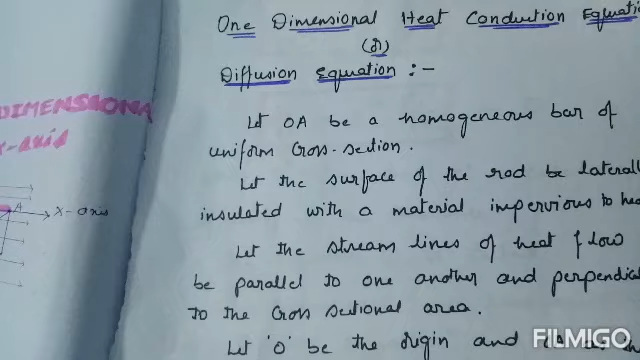 One Dimensional Heat Conduction Equation
(or)
Diffusion Equation :-
Let OA be a homogeneous bar of
uniform Cross-section.
Let the surface of the rod be laterall
insulated with a material impervious to hea
Let the stream lines of heat flow
be parallel to one another and perpendic
to the cross sectional area.
Let 'O' be the origin and
DIMENSIONA
X-axis
A
X-axis
FILMIGO